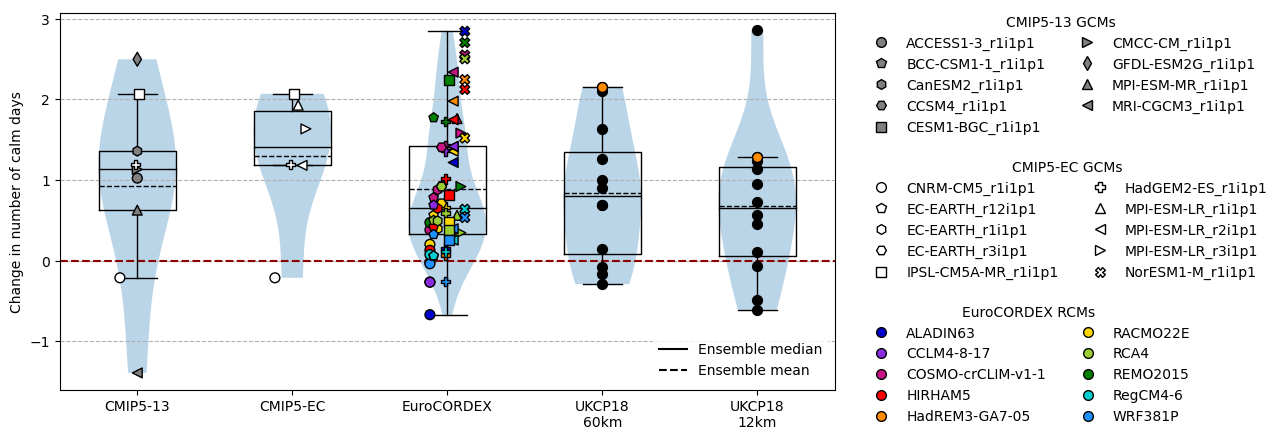 Change in number of calm days
3
2
1
0
−1
CMIP5-13
CMIP5-EC
EuroCORDEX
UKCP18
60km
UKCP18
12km
Ensemble median
Ensemble mean
CMIP5-13 GCMs
ACCESS1-3_r1i1p1
BCC-CSM1-1_r1i1p1
CanESM2_r1i1p1
CCSM4_r1i1p1
CESM1-BGC_r1i1p1
CMCC-CM_r1i1p1
GFDL-ESM2G_r1i1p1
MPI-ESM-MR_r1i1p1
MRI-CGCM3_r1i1p1
CMIP5-EC GCMs
CNRM-CM5_r1i1p1
EC-EARTH_r12i1p1
EC-EARTH_r1i1p1
EC-EARTH_r3i1p1
IPSL-CM5A-MR_r1i1p1
HadGEM2-ES_r1i1p1
MPI-ESM-LR_r1i1p1
MPI-ESM-LR_r2i1p1
MPI-ESM-LR_r3i1p1
NorESM1-M_r1i1p1
EuroCORDEX RCMs
ALADIN63
CCLM4-8-17
COSMO-crCLIM-v1-1
HIRHAM5
HadREM3-GA7-05
RACMO22E
RCA4
REMO2015
RegCM4-6
WRF381P